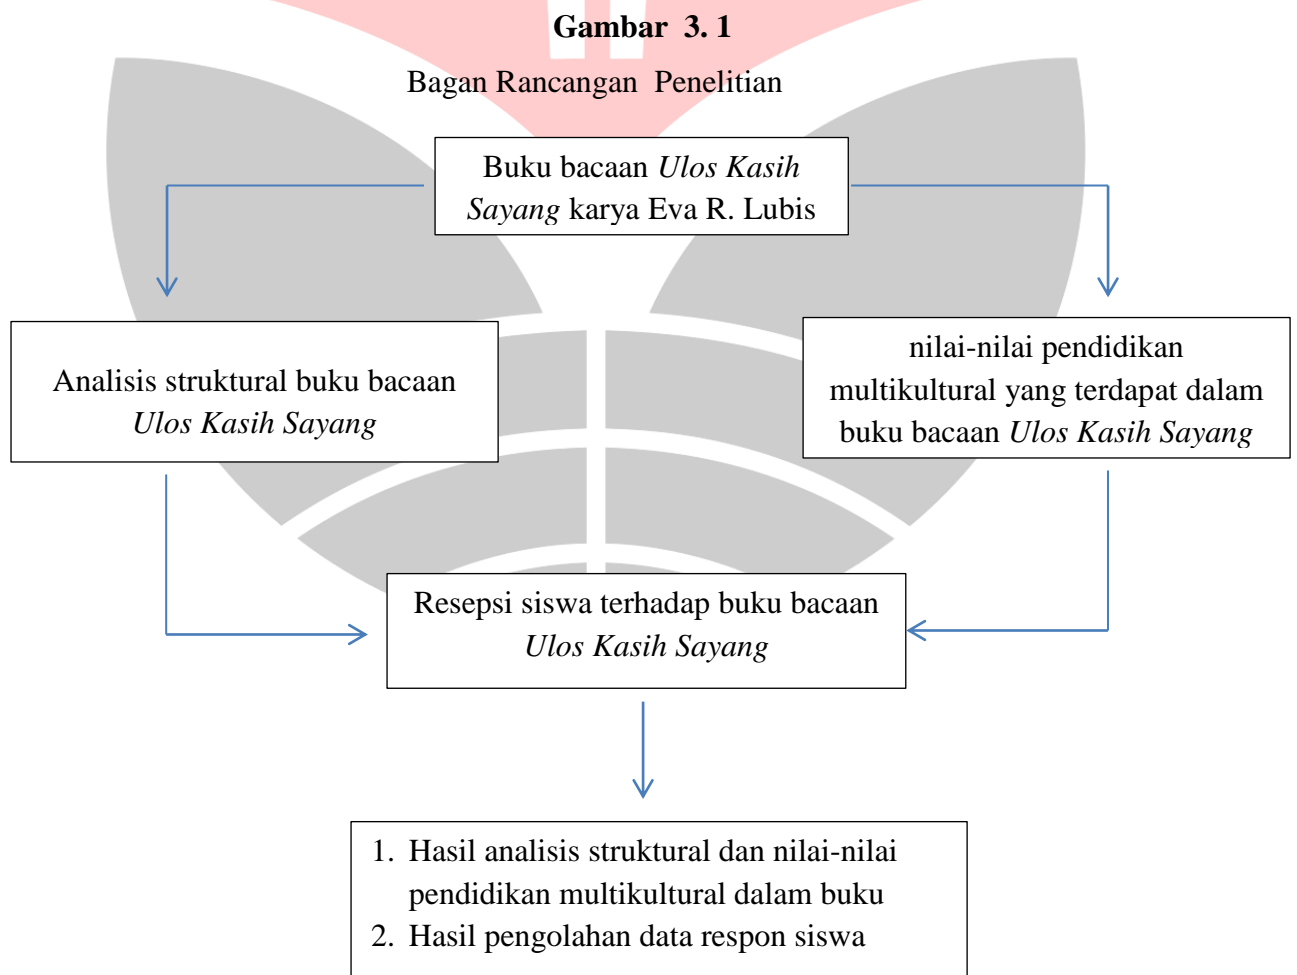 Gambar 3. 1
Bagan Rancangan Penelitian
Buku bacaan Ulos Kasih
Sayang karya Eva R. Lubis
Analisis struktural buku bacaan
Ulos Kasih Sayang
nilai-nilai pendidikan
multikultural yang terdapat dalam
buku bacaan Ulos Kasih Sayang
Resepsi siswa terhadap buku bacaan
Ulos Kasih Sayang
1. Hasil analisis struktural dan nilai-nilai
pendidikan multikultural dalam buku
2. Hasil pengolahan data respon siswa